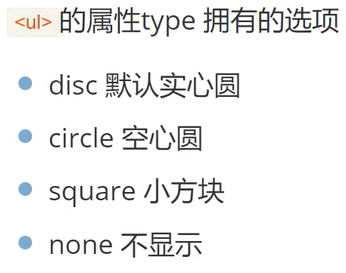 <ul>的属性type 拥有的选项
disc 默认实心圆
circle 空心圆
square 小方块
none 不显示